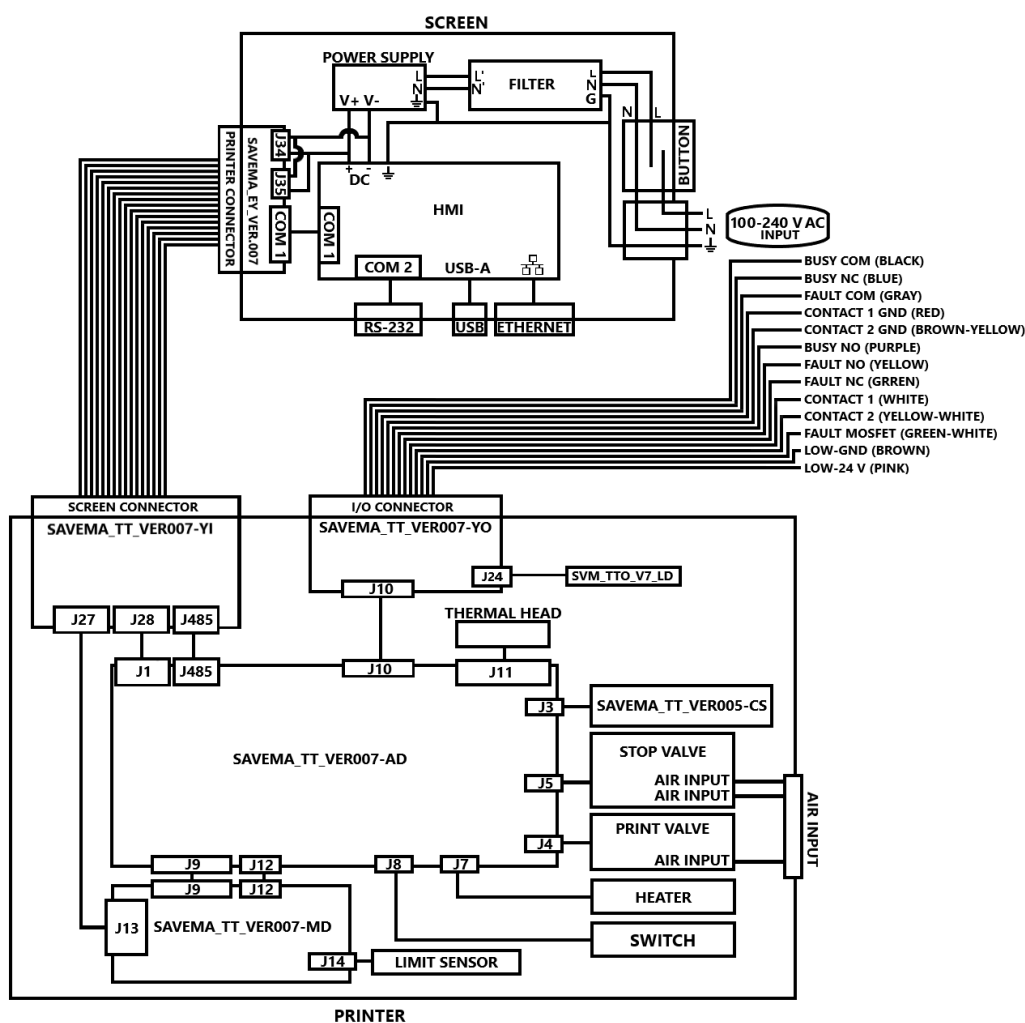 SCREEN
POWER SUPPLY
L
N
V+ V-
L'
N'
FILTER
L
N
G
N
L
BUTTON
PRINTER CONNECTOR
SAVEMA_EY_VER.007
J34
J35
COM 1
COM 1
+ -
DC
HMI
COM 2
USB-A
RS-232
USB
ETHERNET
L
N
100-240 V AC
INPUT
BUSY COM (BLACK)
BUSY NC (BLUE)
FAULT COM (GRAY)
CONTACT 1 GND (RED)
CONTACT 2 GND (BROWN-YELLOW)
BUSY NO (PURPLE)
FAULT NO (YELLOW)
FAULT NC (GRREN)
CONTACT 1 (WHITE)
CONTACT 2 (YELLOW-WHITE)
FAULT MOSFET (GREEN-WHITE)
LOW-GND (BROWN)
LOW-24 V (PINK)
SCREEN CONNECTOR
SAVEMA_TT_VER007-YI
J27
J28
J485
I/O CONNECTOR
SAVEMA_TT_VER007-YO
J24
SVM_TTO_V7_LD
J10
THERMAL HEAD
J1
J485
J10
J11
J3
SAVEMA_TT_VER005-CS
SAVEMA_TT_VER007-AD
J5
STOP VALVE
AIR INPUT
AIR INPUT
J4
PRINT VALVE
AIR INPUT
AIR INPUT
J9
J12
J8
J7
J9
J12
HEATER
J13
SAVEMA_TT_VER007-MD
SWITCH
J14
LIMIT SENSOR
PRINTER